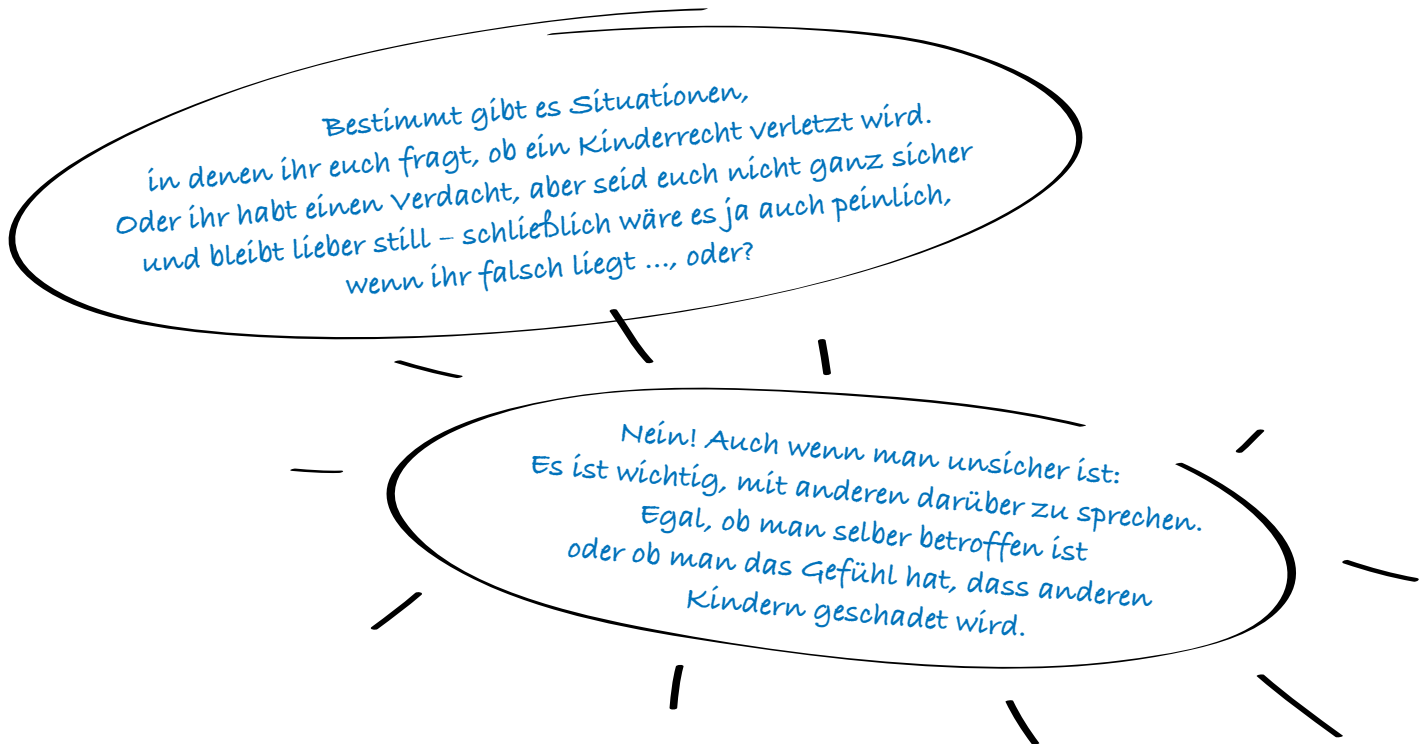 Bestimmt gibt es Situationen,
in denen ihr euch fragt, ob ein Kinderrecht verletzt wird.
Oder ihr habt einen Verdacht, aber seid euch nicht ganz sicher
und bleibt lieber still – schließlich wäre es ja auch peinlich,
wenn ihr falsch liegt ..., oder?
Nein! Auch wenn man unsicher ist:
Es ist wichtig, mit anderen darüber zu sprechen.
Egal, ob man selber betroffen ist
oder ob man das Gefühl hat, dass anderen
Kindern geschadet wird.